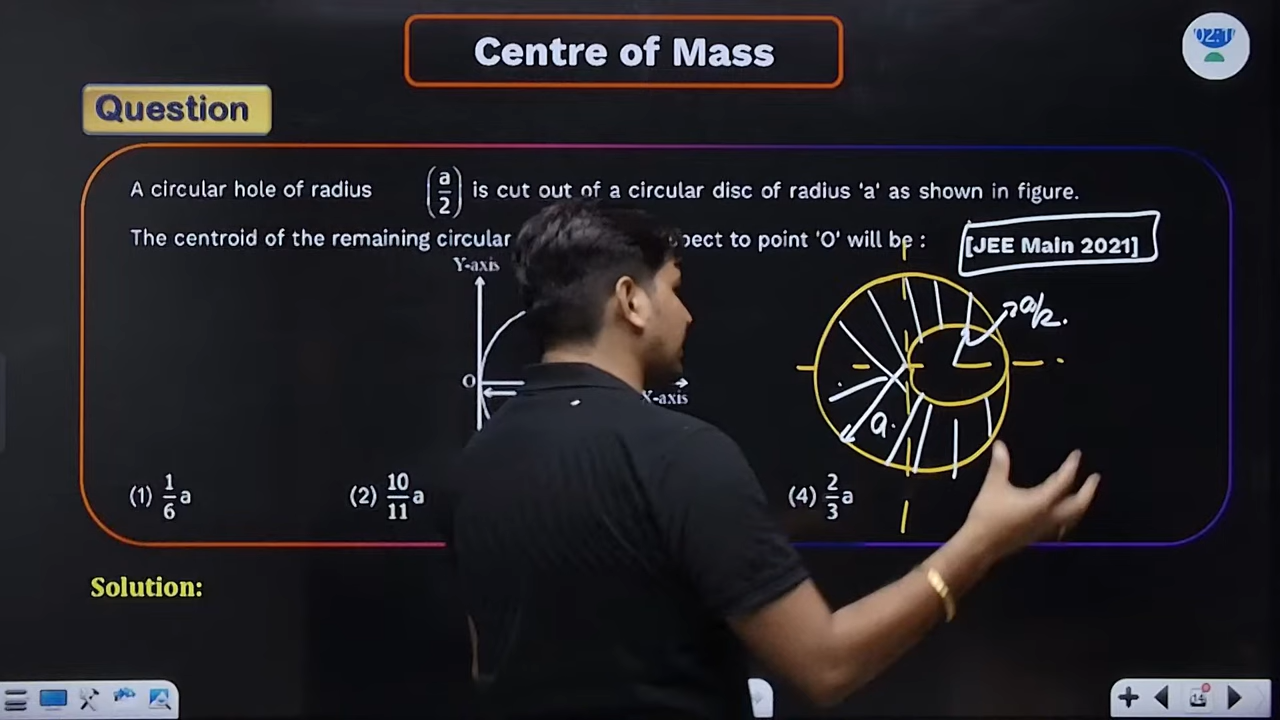 Centre of Mass
Question
A circular hole of radius (a/2) is cut out of a circular disc of radius 'a' as shown in figure.
The centroid of the remaining circular pect to point 'O' will be : [JEE Main 2021]
Y-axis
a/2.
O
X-axis
a.
(1) 1/6 a (2) 10/11 a (4) 2/3 a
Solution:
14